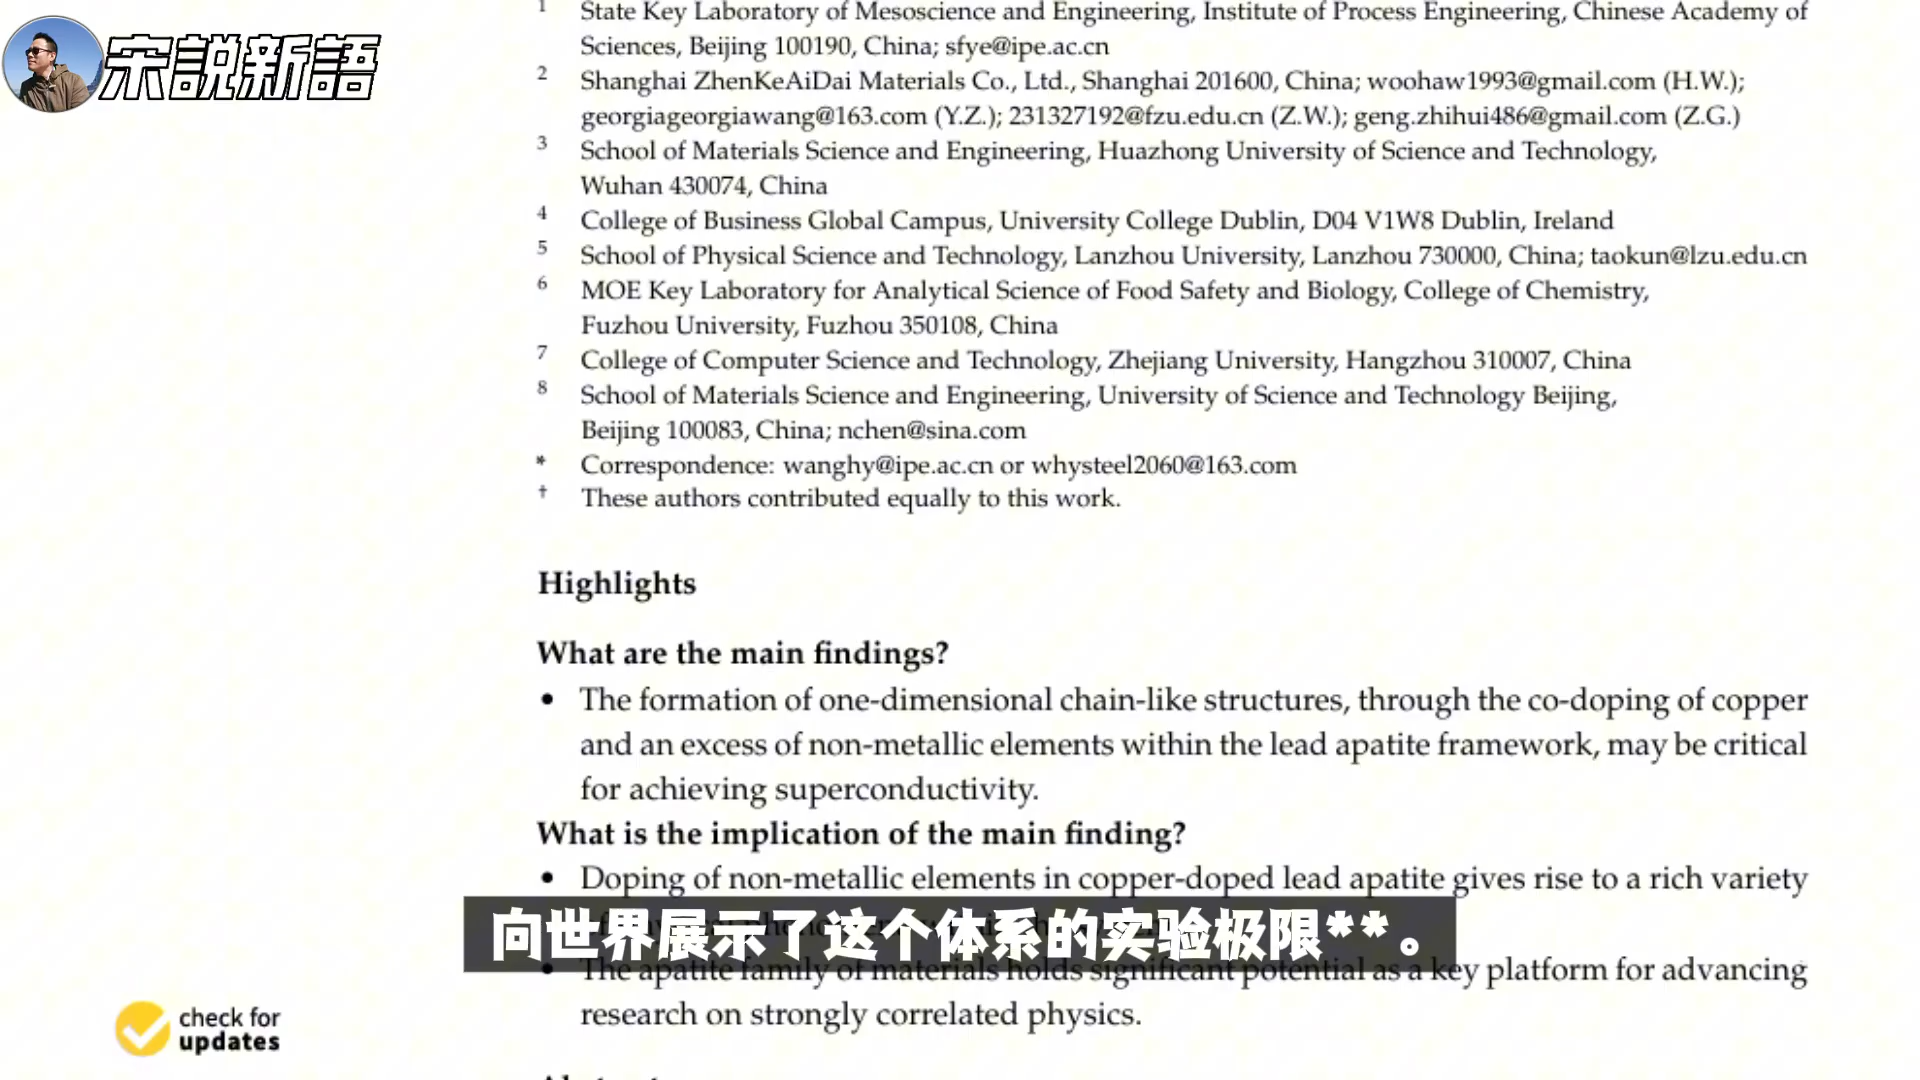 宋説新語
1 State Key Laboratory of Mesoscience and Engineering, Institute of Process Engineering, Chinese Academy of
Sciences, Beijing 100190, China; sfye@ipe.ac.cn
2 Shanghai ZhenKeAiDai Materials Co., Ltd., Shanghai 201600, China; woohaw1993@gmail.com (H.W.);
georgiageorgiawang@163.com (Y.Z.); 231327192@fzu.edu.cn (Z.W.); geng.zhihui486@gmail.com (Z.G.)
3 School of Materials Science and Engineering, Huazhong University of Science and Technology,
Wuhan 430074, China
4 College of Business Global Campus, University College Dublin, D04 V1W8 Dublin, Ireland
5 School of Physical Science and Technology, Lanzhou University, Lanzhou 730000, China; taokun@lzu.edu.cn
6 MOE Key Laboratory for Analytical Science of Food Safety and Biology, College of Chemistry,
Fuzhou University, Fuzhou 350108, China
7 College of Computer Science and Technology, Zhejiang University, Hangzhou 310007, China
8 School of Materials Science and Engineering, University of Science and Technology Beijing,
Beijing 100083, China; nchen@sina.com
* Correspondence: wanghy@ipe.ac.cn or whysteel2060@163.com
† These authors contributed equally to this work.
Highlights
What are the main findings?
• The formation of one-dimensional chain-like structures, through the co-doping of copper
and an excess of non-metallic elements within the lead apatite framework, may be critical
for achieving superconductivity.
What is the implication of the main finding?
• Doping of non-metallic elements in copper-doped lead apatite gives rise to a rich variety
向世界展示了这个体系的实验极限**。
• The apatite family of materials holds significant potential as a key platform for advancing
research on strongly correlated physics.
check for
updates